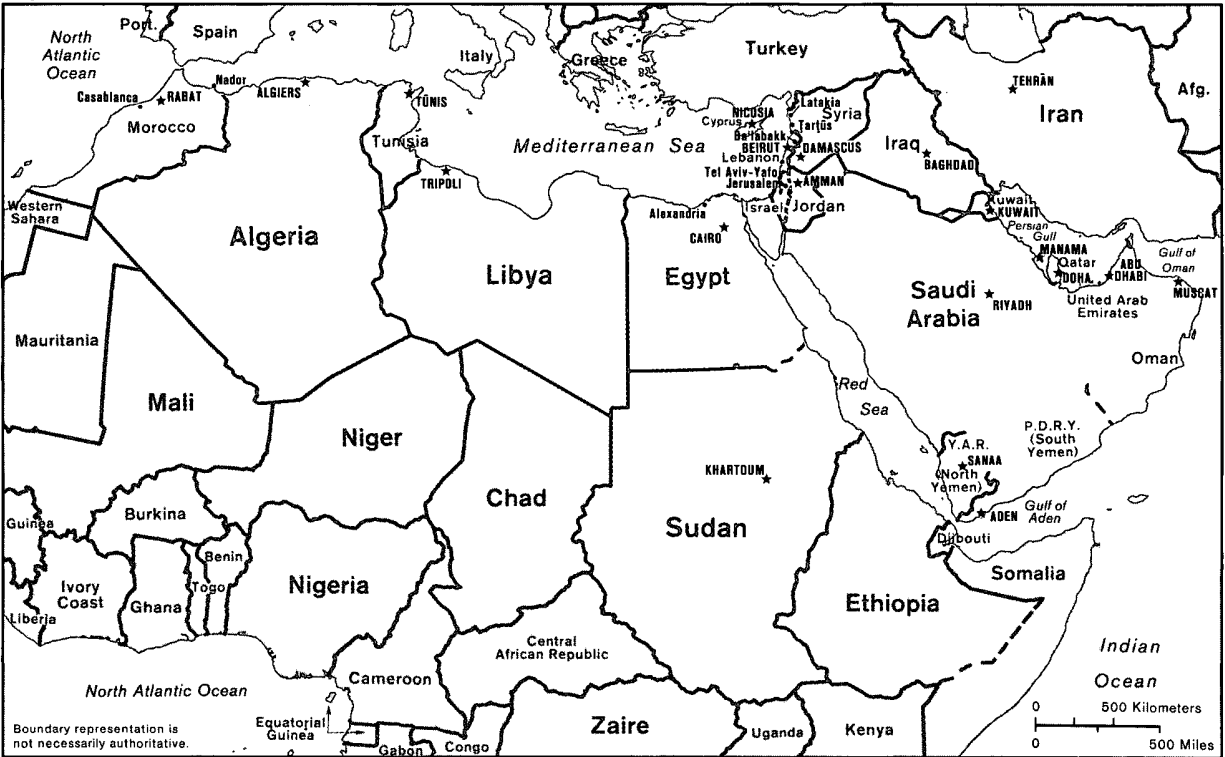 Port.
Spain
North
Atlantic
Ocean
Italy
Greece
Turkey
TEHRĀN
Iran
Afg.
Casablanca
RABAT
Nador
ALGIERS
TŪNIS
Morocco
Tunisia
TRIPOLI
Mediterranean Sea
NICOSIA
Cyprus
Latakia
Syria
Tartūs
Ba'labakk
BEIRUT
DAMASCUS
Lebanon
Tel Aviv-Yafo
Jerusalem
AMMAN
Israel
Jordan
Iraq
BAGHDAD
Kuwait
KUWAIT
Persian
Gulf
MANAMA
Qatar
DOHA
ABU
DHABI
Gulf of
Oman
MUSCAT
United Arab
Emirates
Western
Sahara
Algeria
Libya
Alexandria
CAIRO
Egypt
Saudi
Arabia
RIYADH
Oman
Mauritania
Mali
Niger
Chad
KHARTOUM
Sudan
Red
Sea
Y.A.R.
SANAA
(North
Yemen)
P.D.R.Y.
(South
Yemen)
ADEN
Gulf of
Aden
Djibouti
Somalia
Ethiopia
Guinea
Burkina
Benin
Togo
Ivory
Coast
Ghana
Liberia
Nigeria
Central
African Republic
Cameroon
Equatorial
Guinea
Gabon
Congo
Zaire
Uganda
Kenya
Indian
Ocean
North Atlantic Ocean
Boundary representation is
not necessarily authoritative.
0 500 Kilometers
0 500 Miles